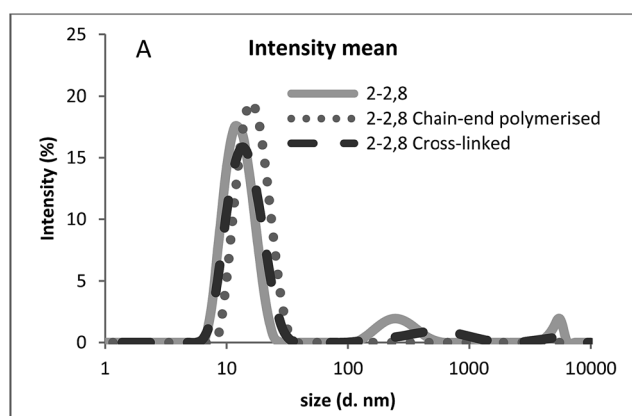 A
Intensity mean
2-2,8
2-2,8 Chain-end polymerised
2-2,8 Cross-linked
Intensity (%)
25
20
15
10
5
0
1 10 100 1000 10000
size (d. nm)